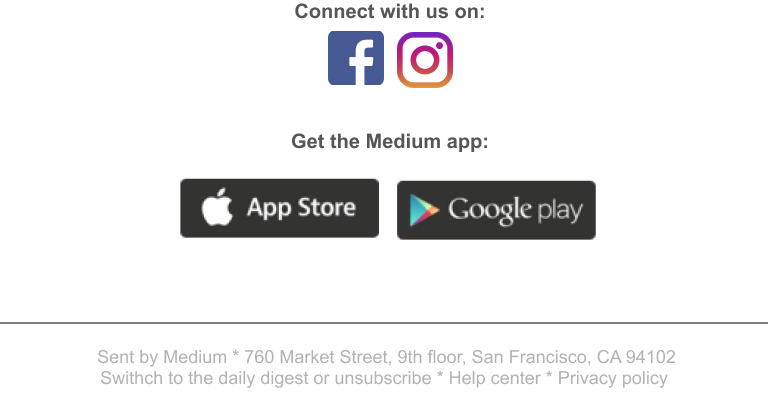 Connect with us on:
Get the Medium app:
App Store
Google play
Sent by Medium * 760 Market Street, 9th floor, San Francisco, CA 94102
Swithch to the daily digest or unsubscribe * Help center * Privacy policy